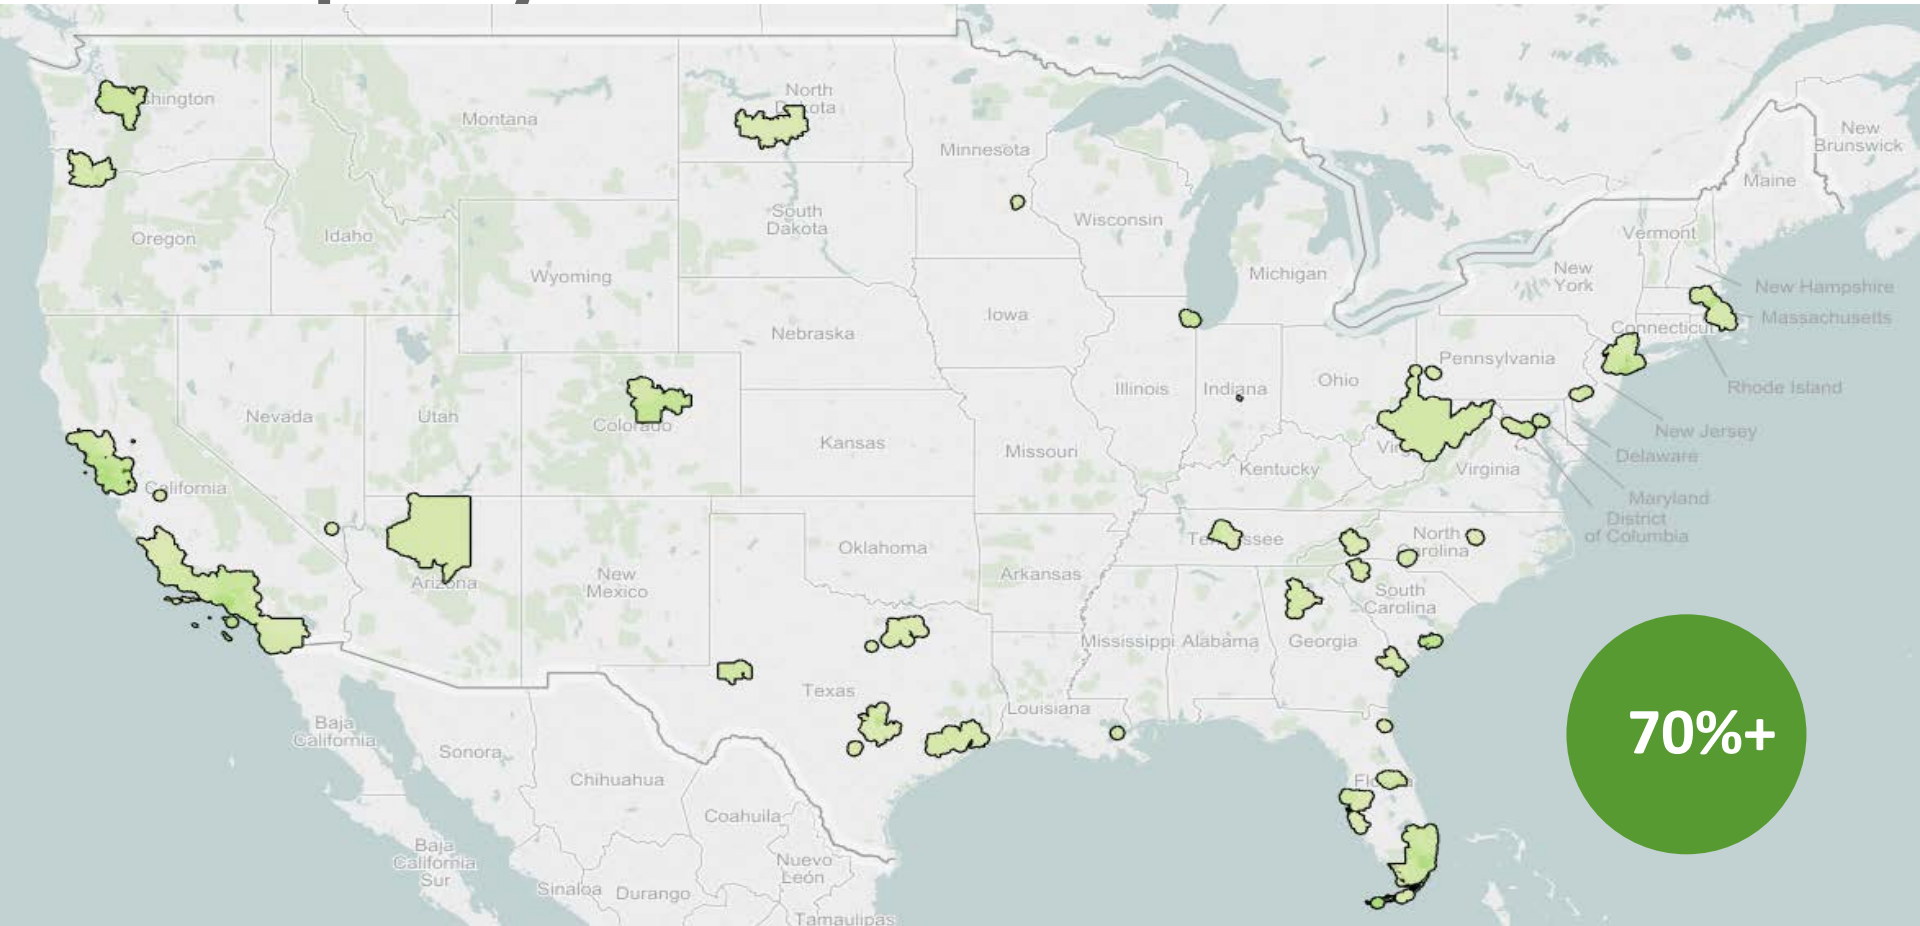 shington
North
Dakota
Montana
Minnesota
New
Brunswick
Maine
South
Dakota
Wisconsin
Oregon
Idaho
Vermont
Wyoming
Michigan
New
York
New Hampshire
Massachusetts
Iowa
Nebraska
Connecticut
Pennsylvania
Ohio
Illinois
Indiana
Rhode Island
Nevada
Utah
Colorado
Kansas
Missouri
New Jersey
Delaware
Virginia
Kentucky
California
Maryland
District
of Columbia
Tennessee
North
Carolina
Oklahoma
Arkansas
New
Mexico
Arizona
South
Carolina
Mississippi
Alabama
Georgia
Texas
Louisiana
70%+
Baja
California
Sonora
Chihuahua
Florida
Coahuila
Baja
California
Sur
Nuevo
León
Sinaloa
Durango
Tamaulipas